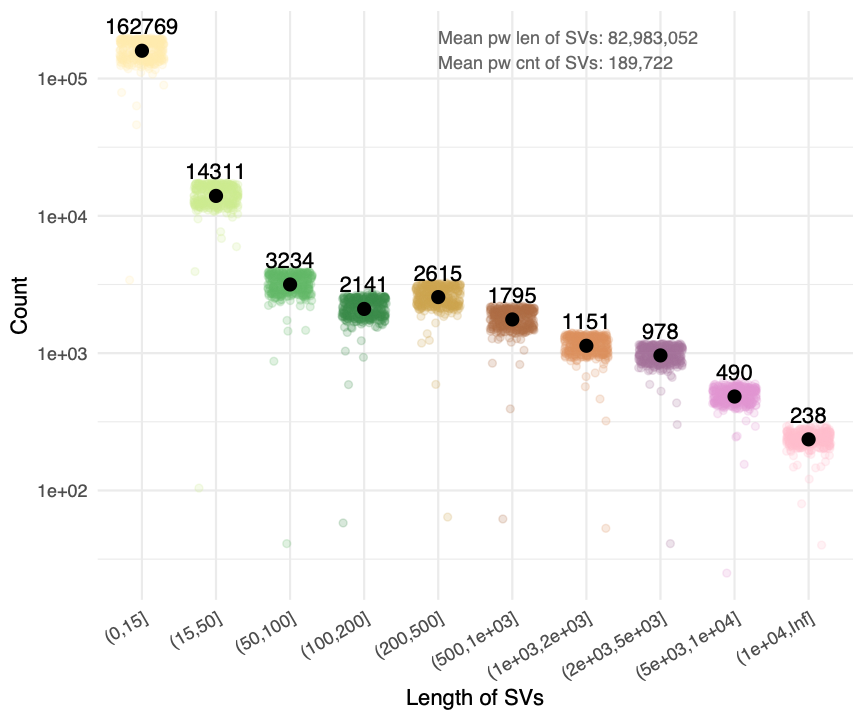 162769
Mean pw len of SVs: 82,983,052
Mean pw cnt of SVs: 189,722
1e+05
14311
1e+04
3234
2141
2615
1795
1151
978
490
238
1e+03
1e+02
Count
(0,15]
(15,50]
(50,100]
(100,200]
(200,500]
(500,1e+03]
(1e+03,2e+03]
(2e+03,5e+03]
(5e+03,1e+04]
(1e+04,Inf]
Length of SVs